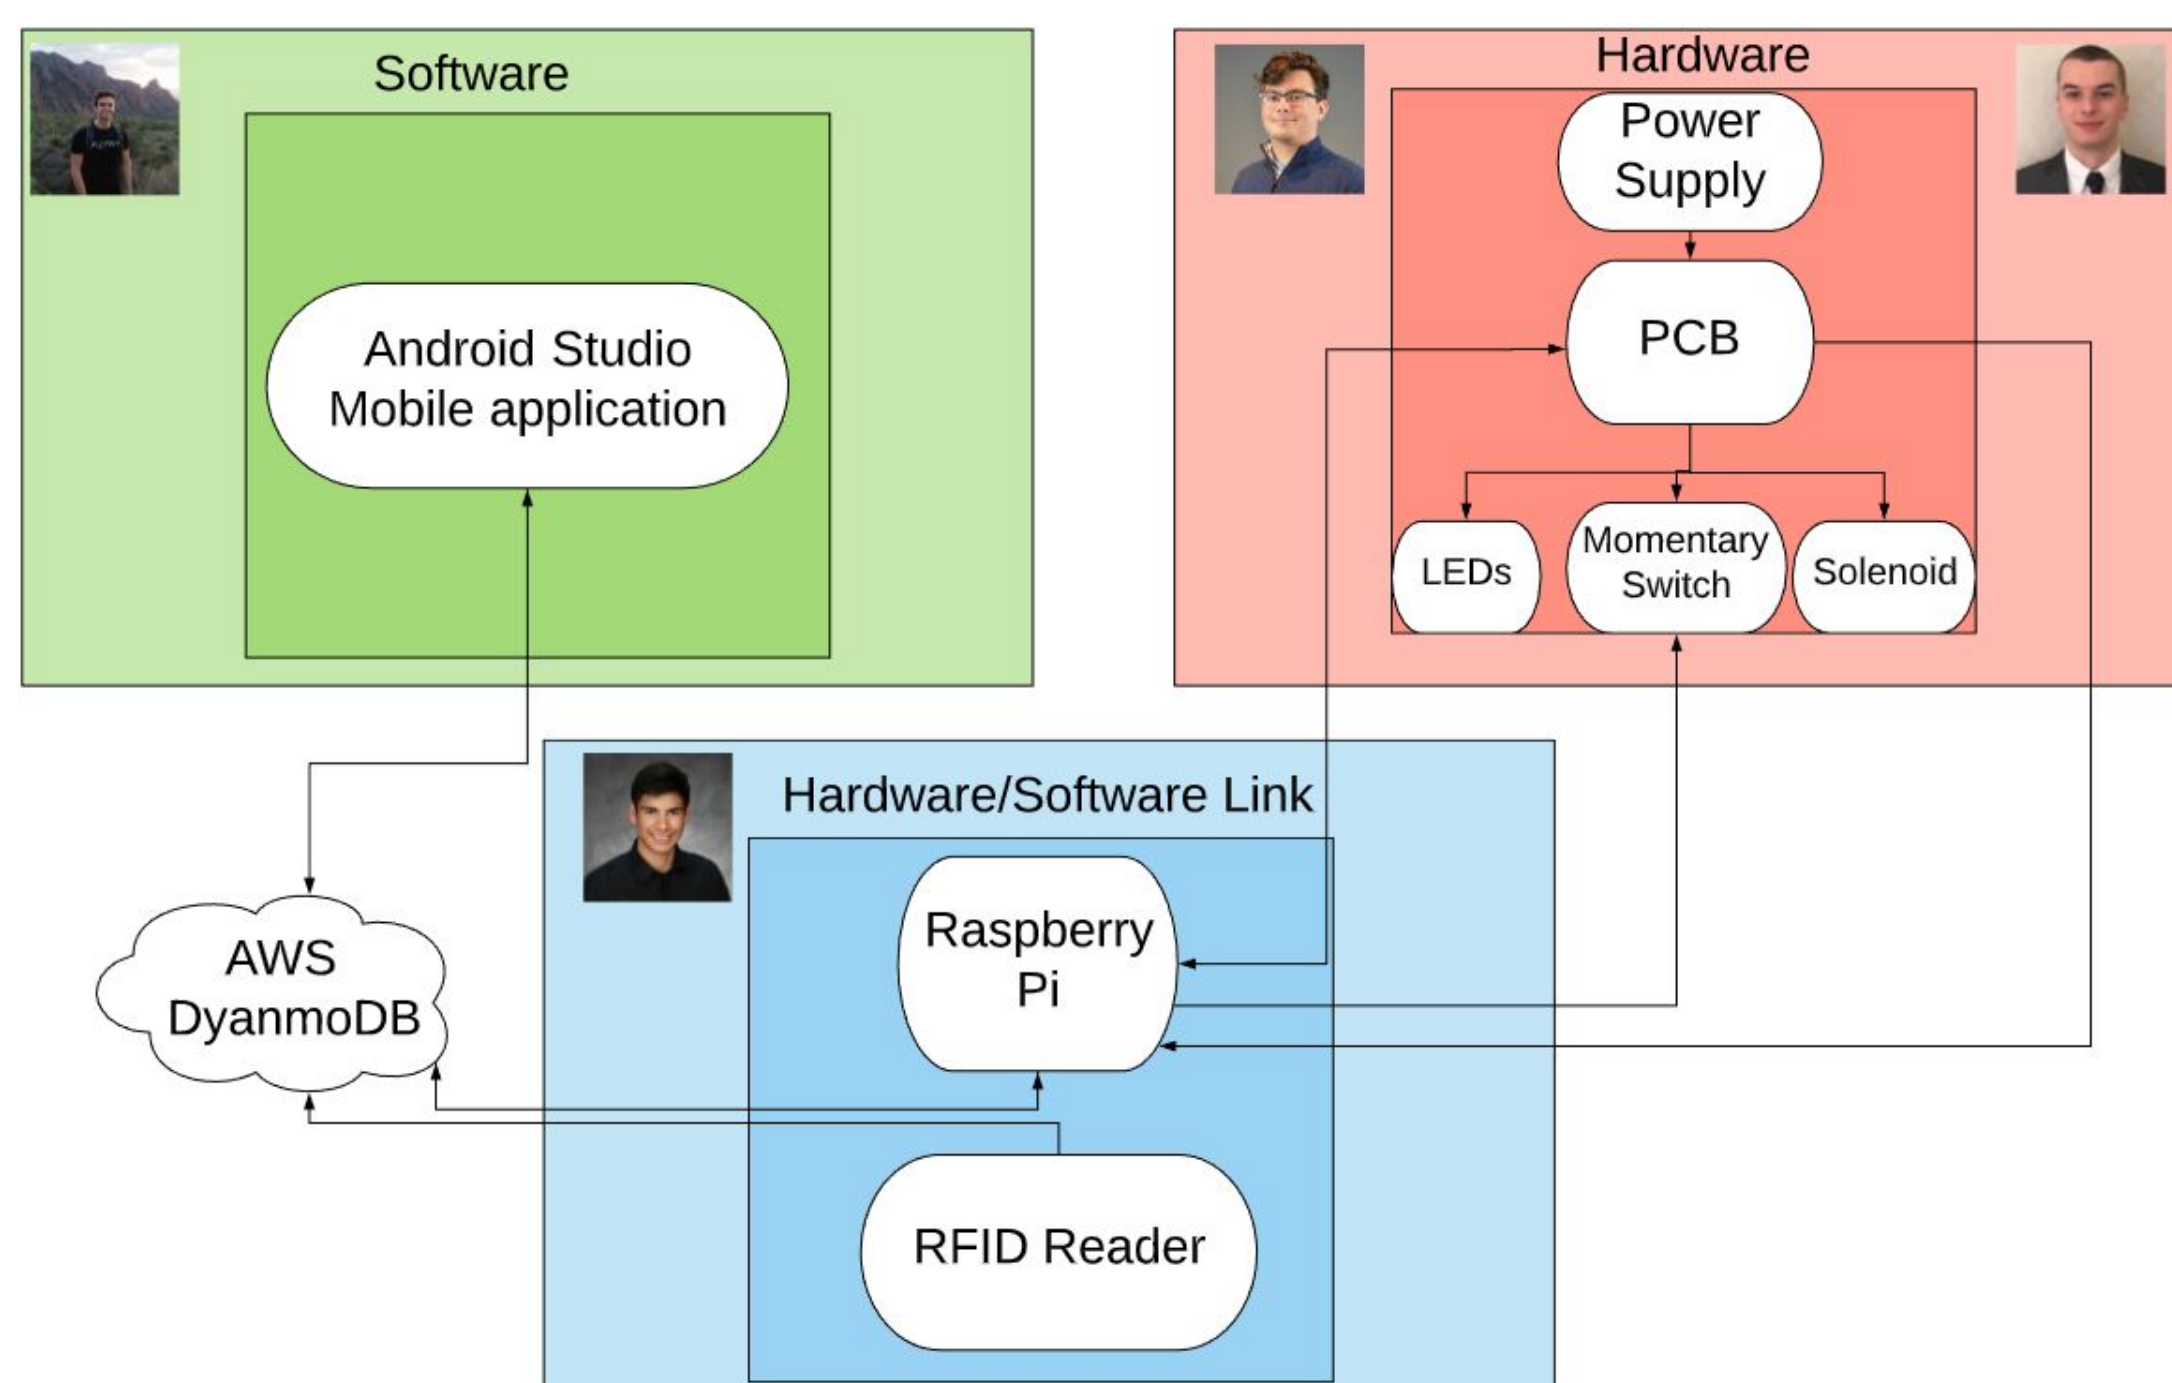 Software
Android Studio
Mobile application
Hardware
Power
Supply
PCB
LEDs
Momentary
Switch
Solenoid
Hardware/Software Link
Raspberry
Pi
RFID Reader
AWS
DyanmoDB